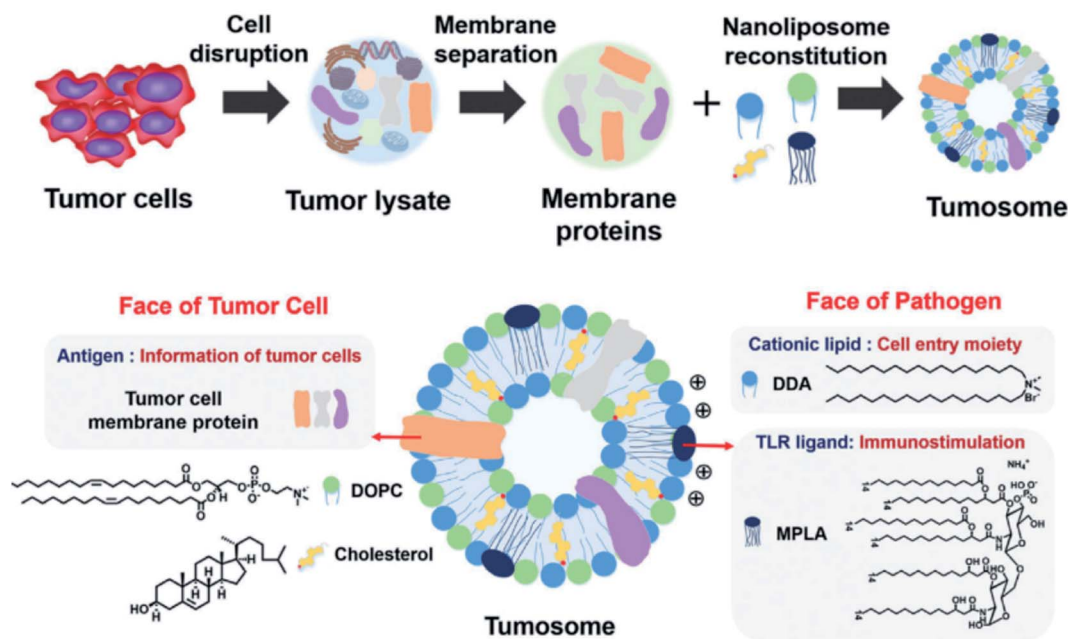 Cell
disruption
Membrane
separation
Nanoliposome
reconstitution
+
Tumor cells
Tumor lysate
Membrane
proteins
Tumosome
Face of Tumor Cell
Antigen : Information of tumor cells
Tumor cell
membrane protein
DOPC
Cholesterol
Tumosome
Face of Pathogen
Cationic lipid : Cell entry moiety
DDA
TLR ligand: Immunostimulation
MPLA
NH₄⁺